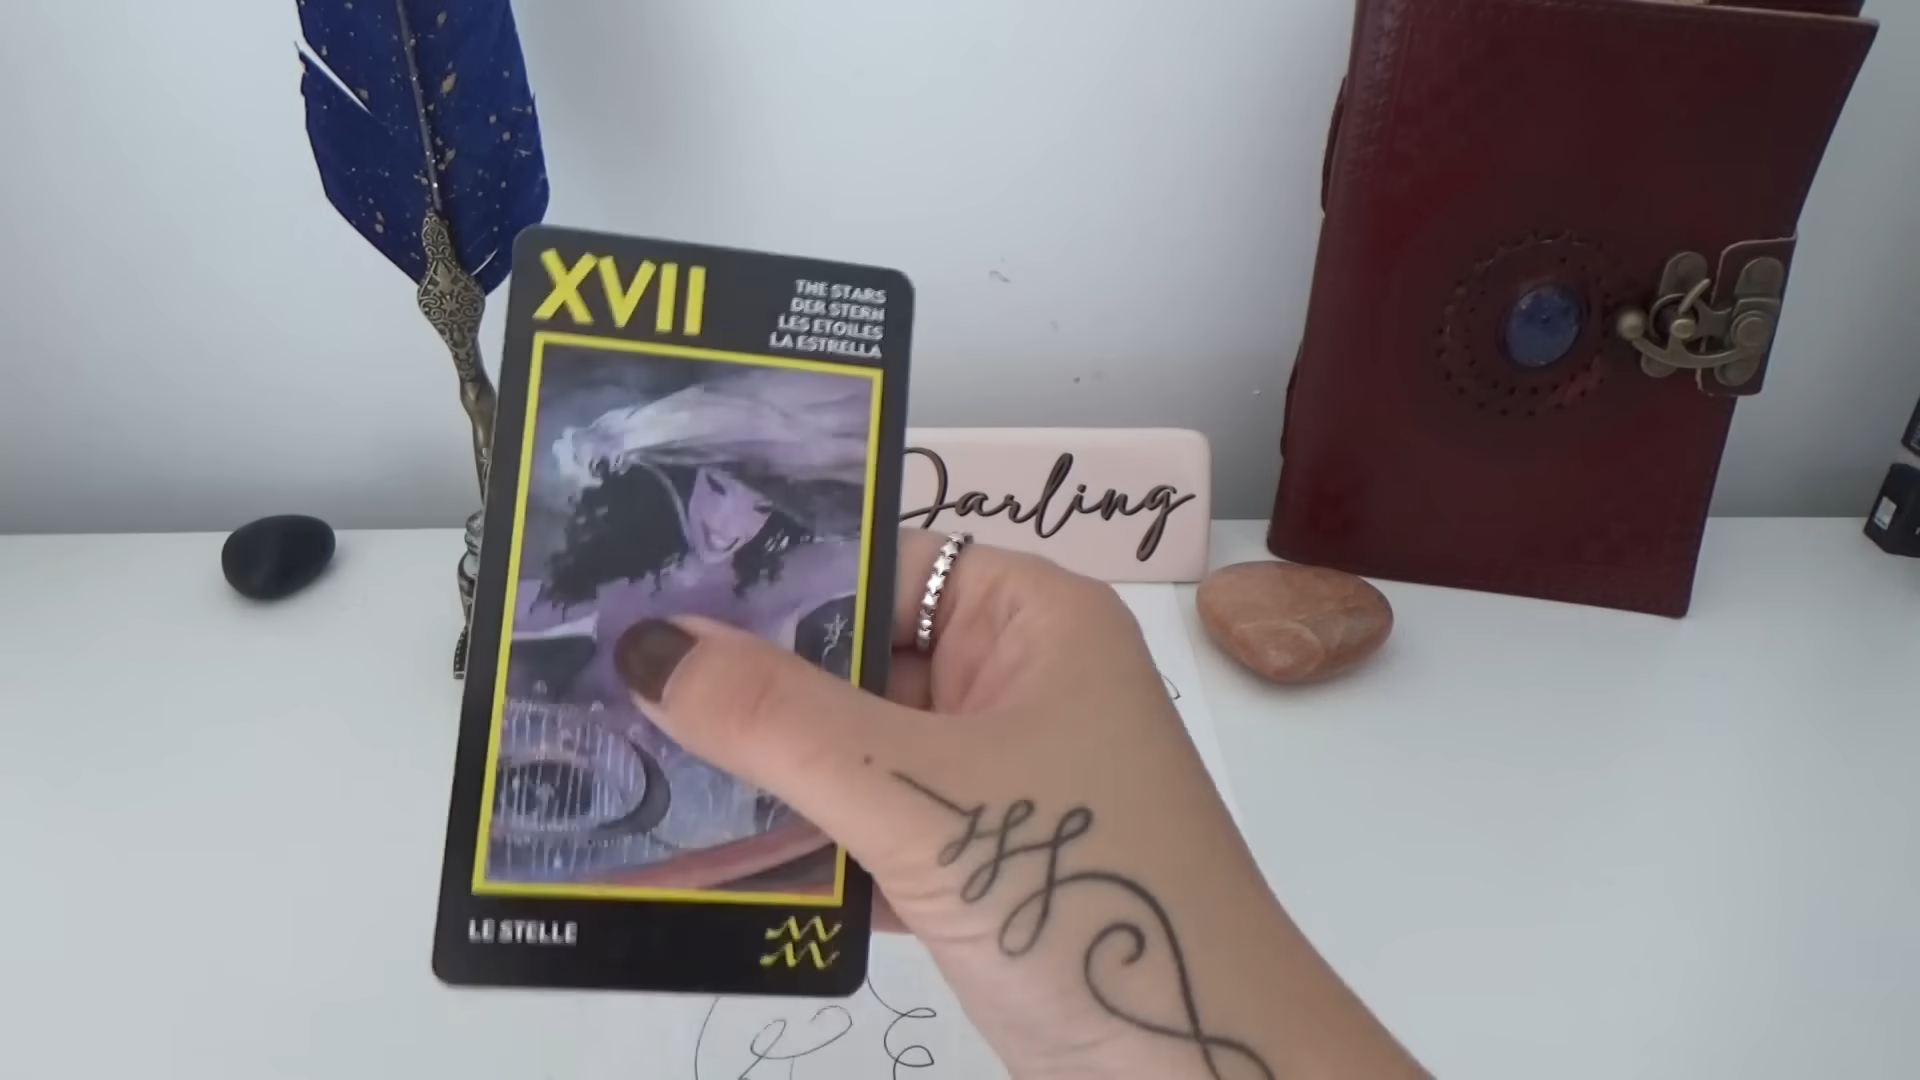 XVII
THE STARS
DER STERN
LES ETOILES
LA ESTRELLA
Darling
LE STELLE